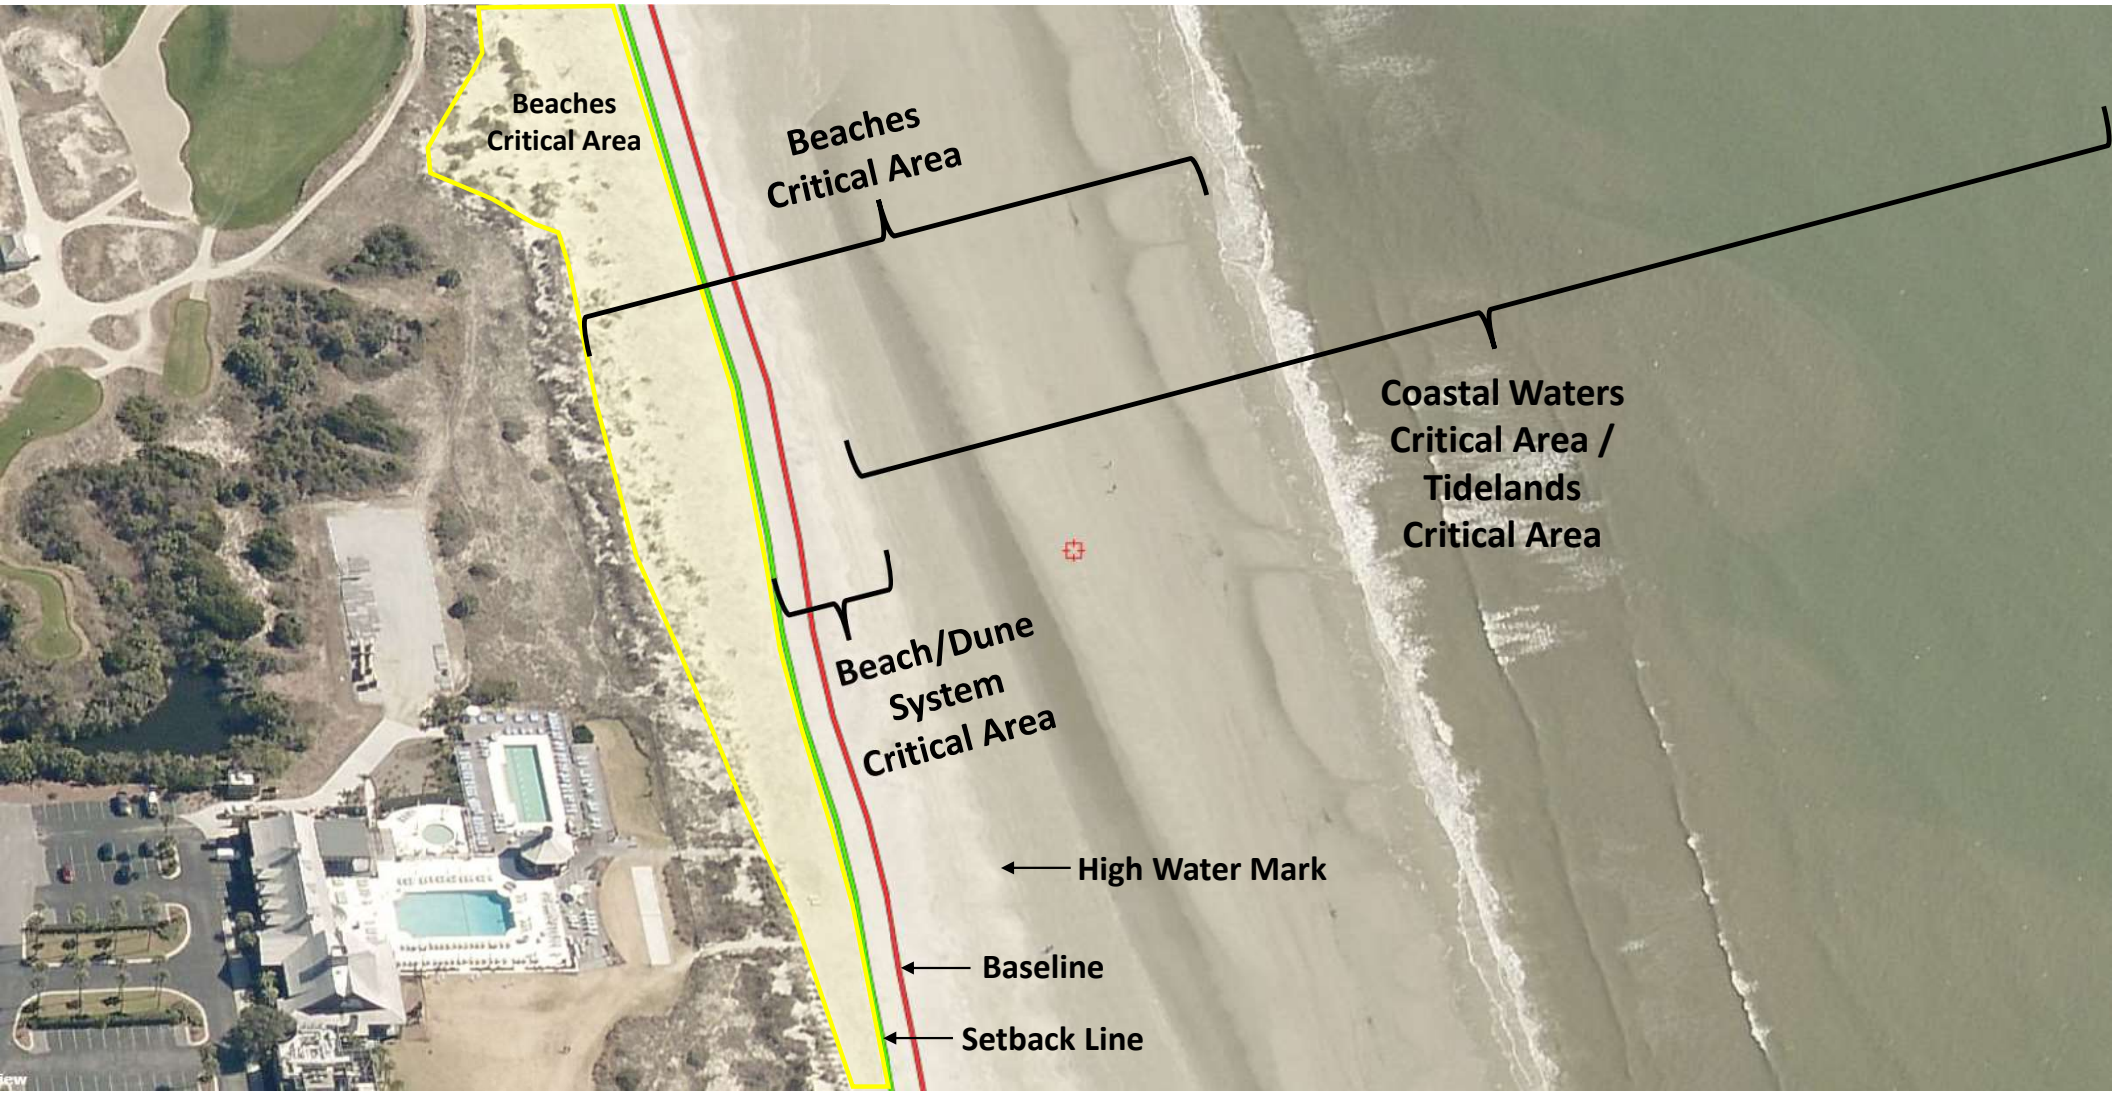 Beaches
Critical Area
Beaches
Critical Area
Coastal Waters
Critical Area /
Tidelands
Critical Area
Beach/Dune
System
Critical Area
High Water Mark
Baseline
Setback Line
iew